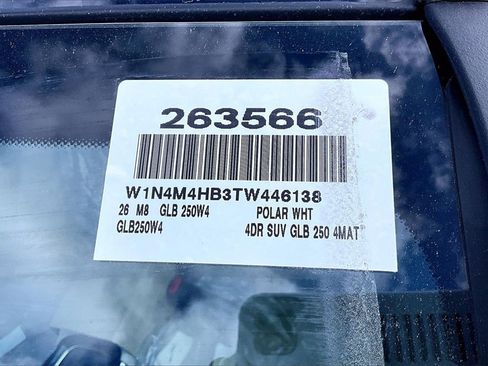 263566
W1N4M4HB3TW446138
26 M8 GLB 250W4 POLAR WHT
GLB250W4 4DR SUV GLB 250 4MAT